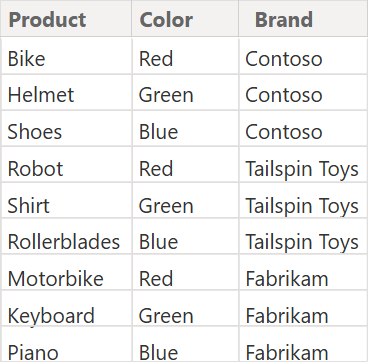 Product Color Brand
Bike Red Contoso
Helmet Green Contoso
Shoes Blue Contoso
Robot Red Tailspin Toys
Shirt Green Tailspin Toys
Rollerblades Blue Tailspin Toys
Motorbike Red Fabrikam
Keyboard Green Fabrikam
Piano Blue Fabrikam